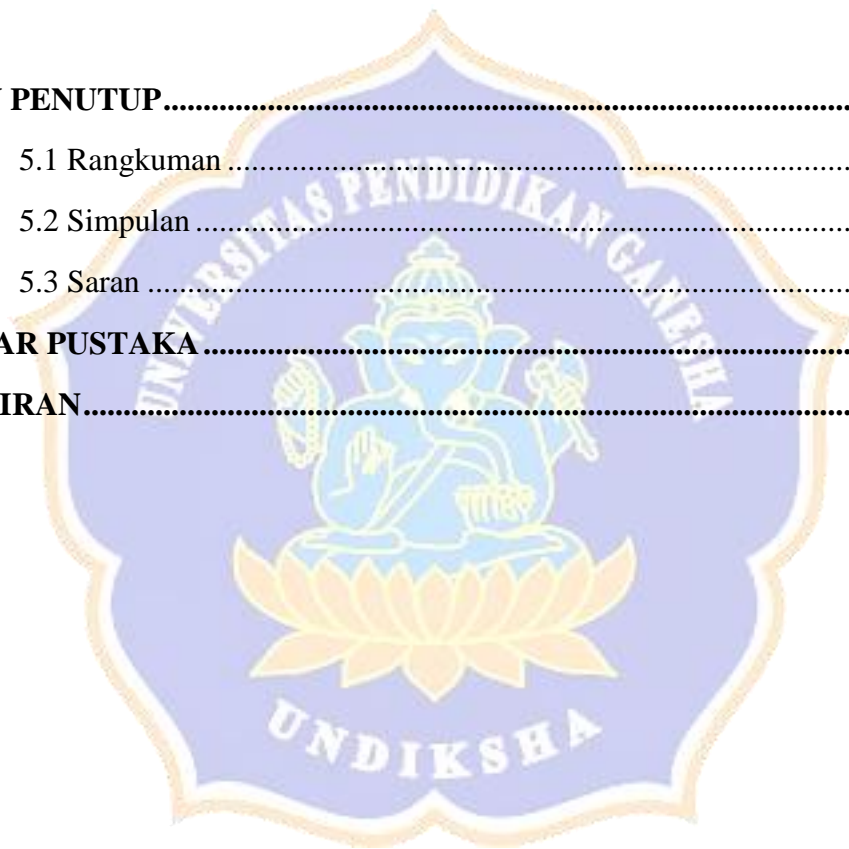 PENUTUP
5.1 Rangkuman
5.2 Simpulan
5.3 Saran
AR PUSTAKA
IRAN
UNIVERSITAS PENDIDIKAN GANESHA
UNDIKSHA